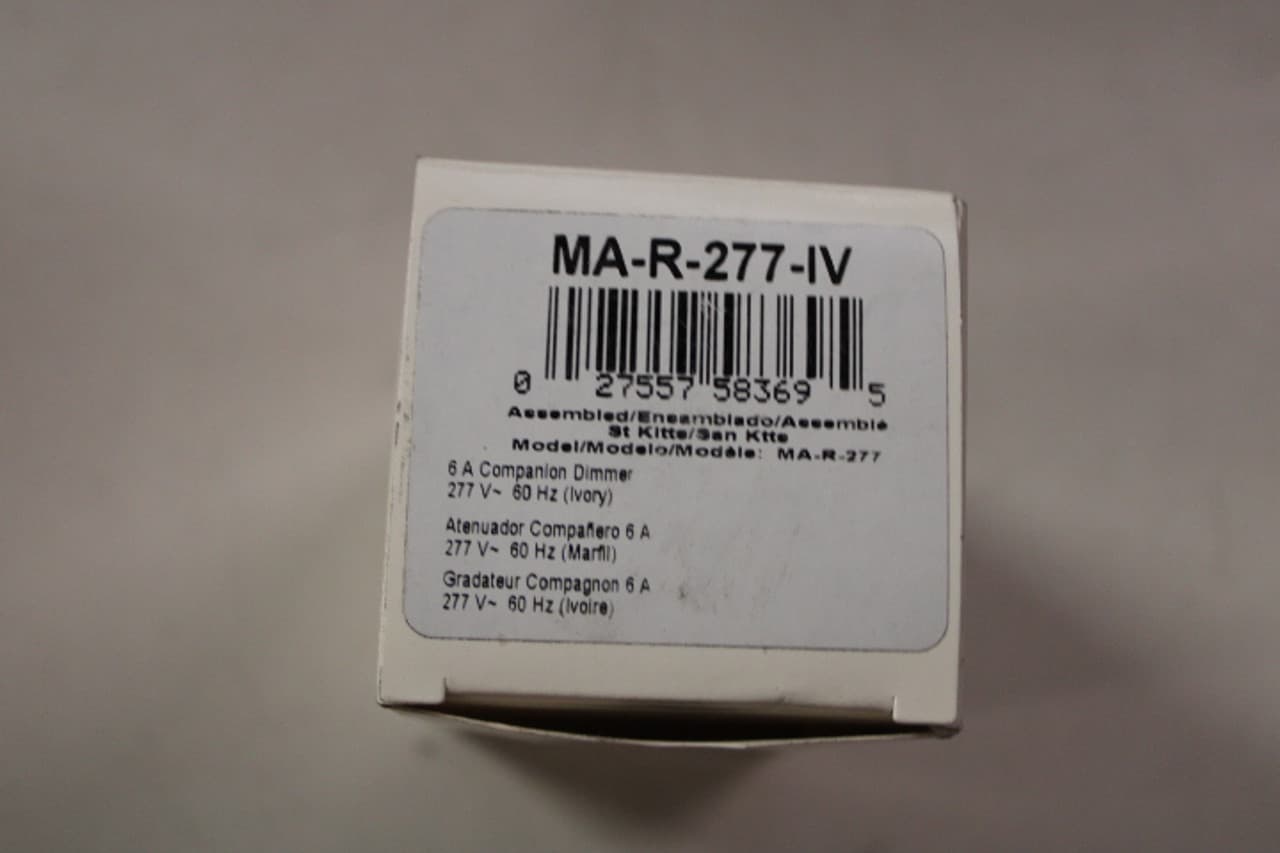 MA-R-277-IV
0 27557 58369 5
Assembled/Ensamblado/Assemblé
St Kitts/San Ktts
Model/Modelo/Modèle: MA-R-277
6 A Companion Dimmer
277 V~ 60 Hz (Ivory)
Atenuador Compañero 6 A
277 V~ 60 Hz (Marfil)
Gradateur Compagnon 6 A
277 V~ 60 Hz (Ivoire)